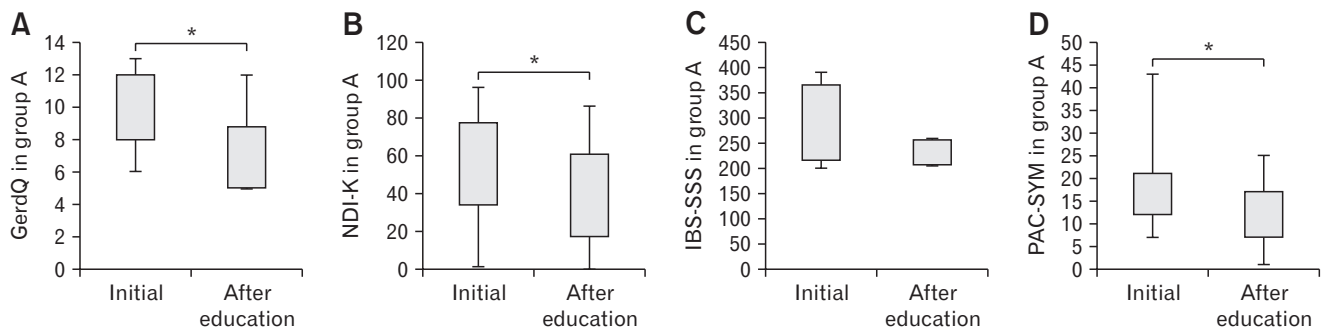 A
GerdQ in group A
14
12
10
8
6
4
2
0
*
Initial
After
education
B
NDI-K in group A
120
100
80
60
40
20
0
*
Initial
After
education
C
IBS-SSS in group A
450
400
350
300
250
200
150
100
50
0
Initial
After
education
D
PAC-SYM in group A
50
45
40
35
30
25
20
15
10
5
0
*
Initial
After
education